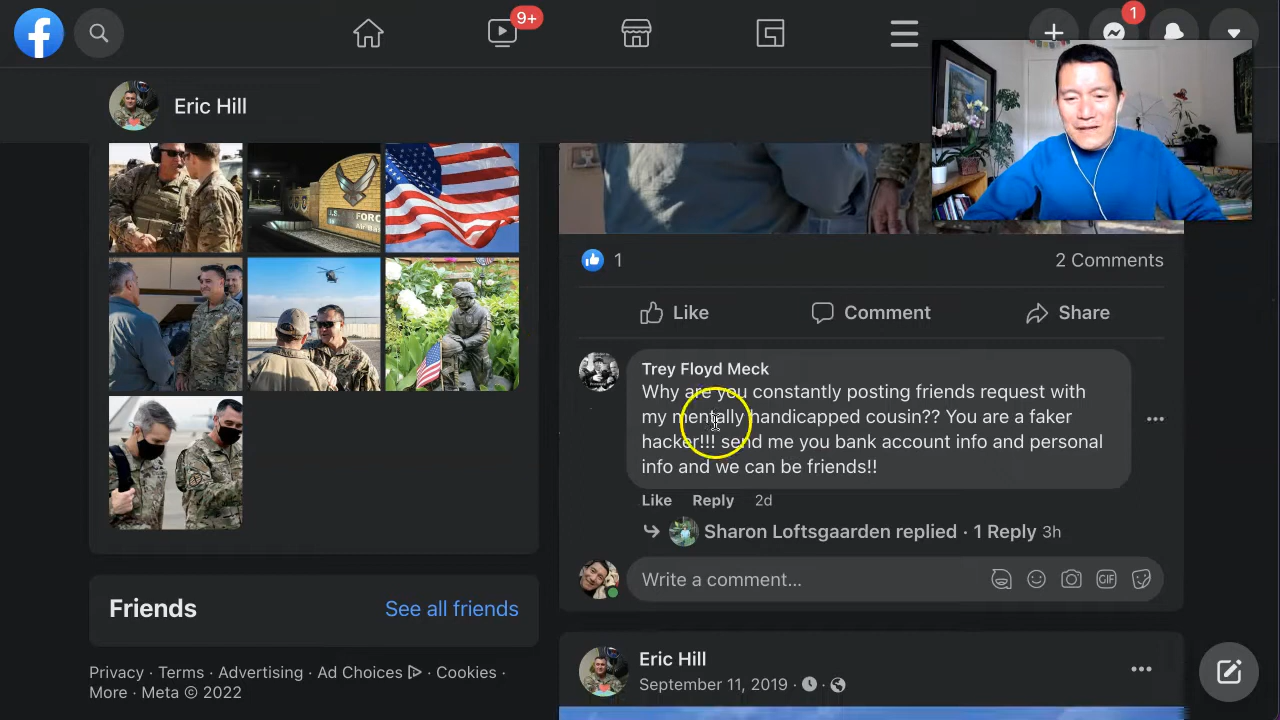 9+
1
Eric Hill
FORC
1
2 Comments
Like
Comment
Share
Trey Floyd Meck
Why are you constantly posting friends request with
my mentally handicapped cousin?? You are a faker
hacker!!! send me you bank account info and personal
info and we can be friends!!
Like Reply 2d
Sharon Loftsgaarden replied · 1 Reply 3h
Write a comment...
GIF
Friends
See all friends
Privacy · Terms · Advertising · Ad Choices · Cookies ·
More · Meta © 2022
Eric Hill
September 11, 2019 ·